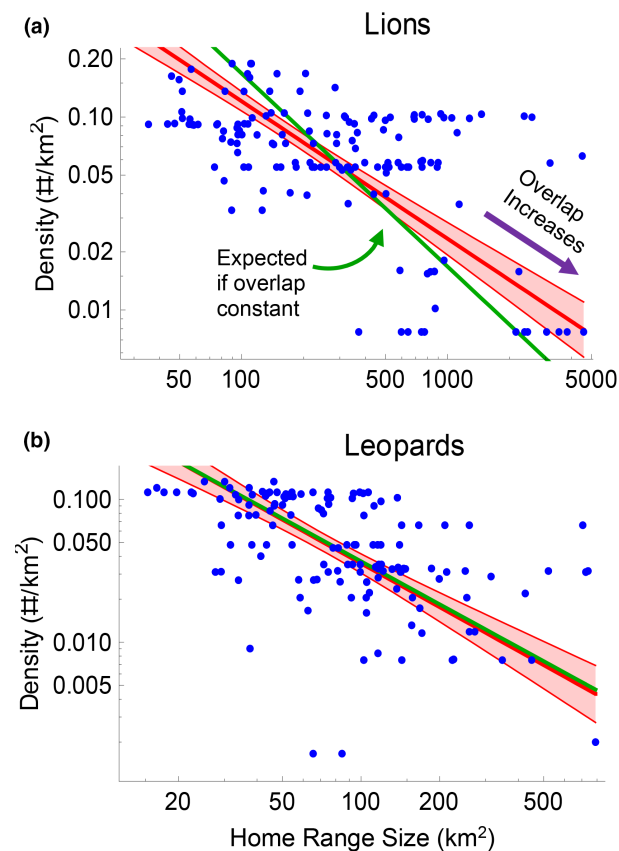 (a)
Lions
0.20
0.10
0.05
0.02
0.01
Density (#/km²)
Overlap
Increases
Expected
if overlap
constant
50
100
500
1000
5000
(b)
Leopards
0.100
0.050
0.010
0.005
Density (#/km²)
20
50
100
200
500
Home Range Size (km²)